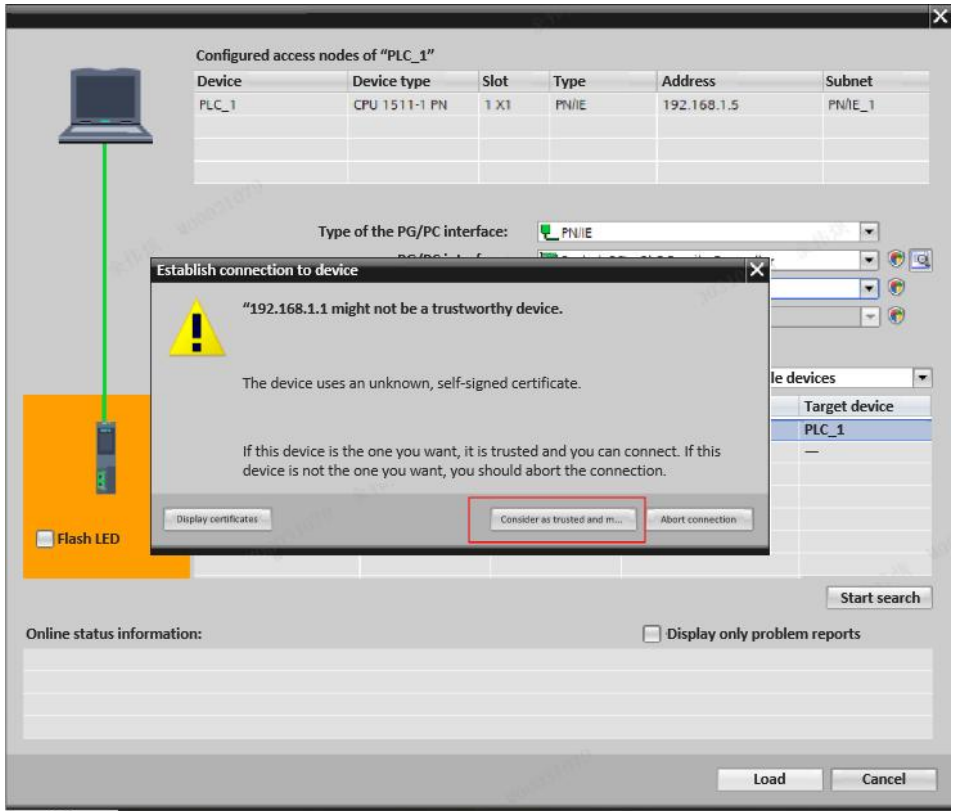 Configured access nodes of “PLC_1”
Device Device type Slot Type Address Subnet
PLC_1 CPU 1511-1 PN 1 X1 PN/IE 192.168.1.5 PN/IE_1
Type of the PG/PC interface: PN/IE
Establish connection to device
“192.168.1.1 might not be a trustworthy device.
The device uses an unknown, self-signed certificate.
le devices
Target device
PLC_1
—
If this device is the one you want, it is trusted and you can connect. If this
device is not the one you want, you should abort the connection.
Display certificates Consider as trusted and m... Abort connection
Flash LED
Start search
Online status information: Display only problem reports
Load Cancel